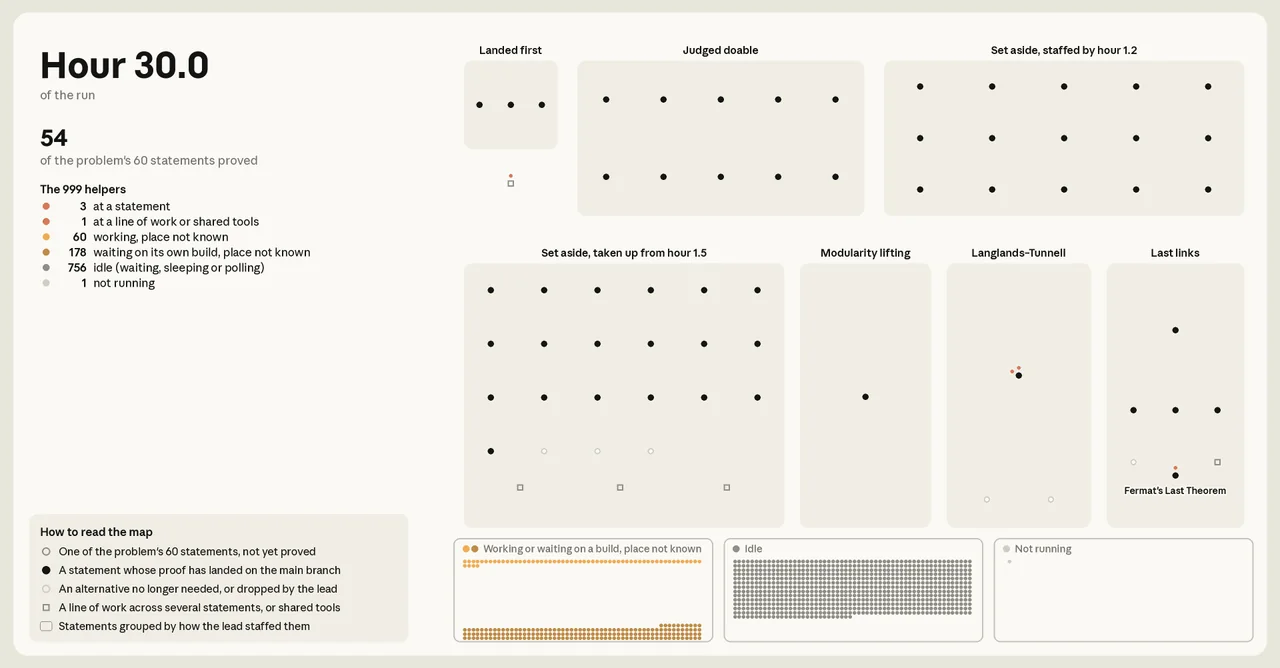 Hour 30.0
of the run
54
of the problem's 60 statements proved
The 999 helpers
3 at a statement
1 at a line of work or shared tools
60 working, place not known
178 waiting on its own build, place not known
756 idle (waiting, sleeping or polling)
1 not running
How to read the map
One of the problem's 60 statements, not yet proved
A statement whose proof has landed on the main branch
An alternative no longer needed, or dropped by the lead
A line of work across several statements, or shared tools
Statements grouped by how the lead staffed them
Landed first
Judged doable
Set aside, staffed by hour 1.2
Set aside, taken up from hour 1.5
Modularity lifting
Langlands–Tunnell
Last links
Fermat's Last Theorem
Working or waiting on a build, place not known
Idle
Not running